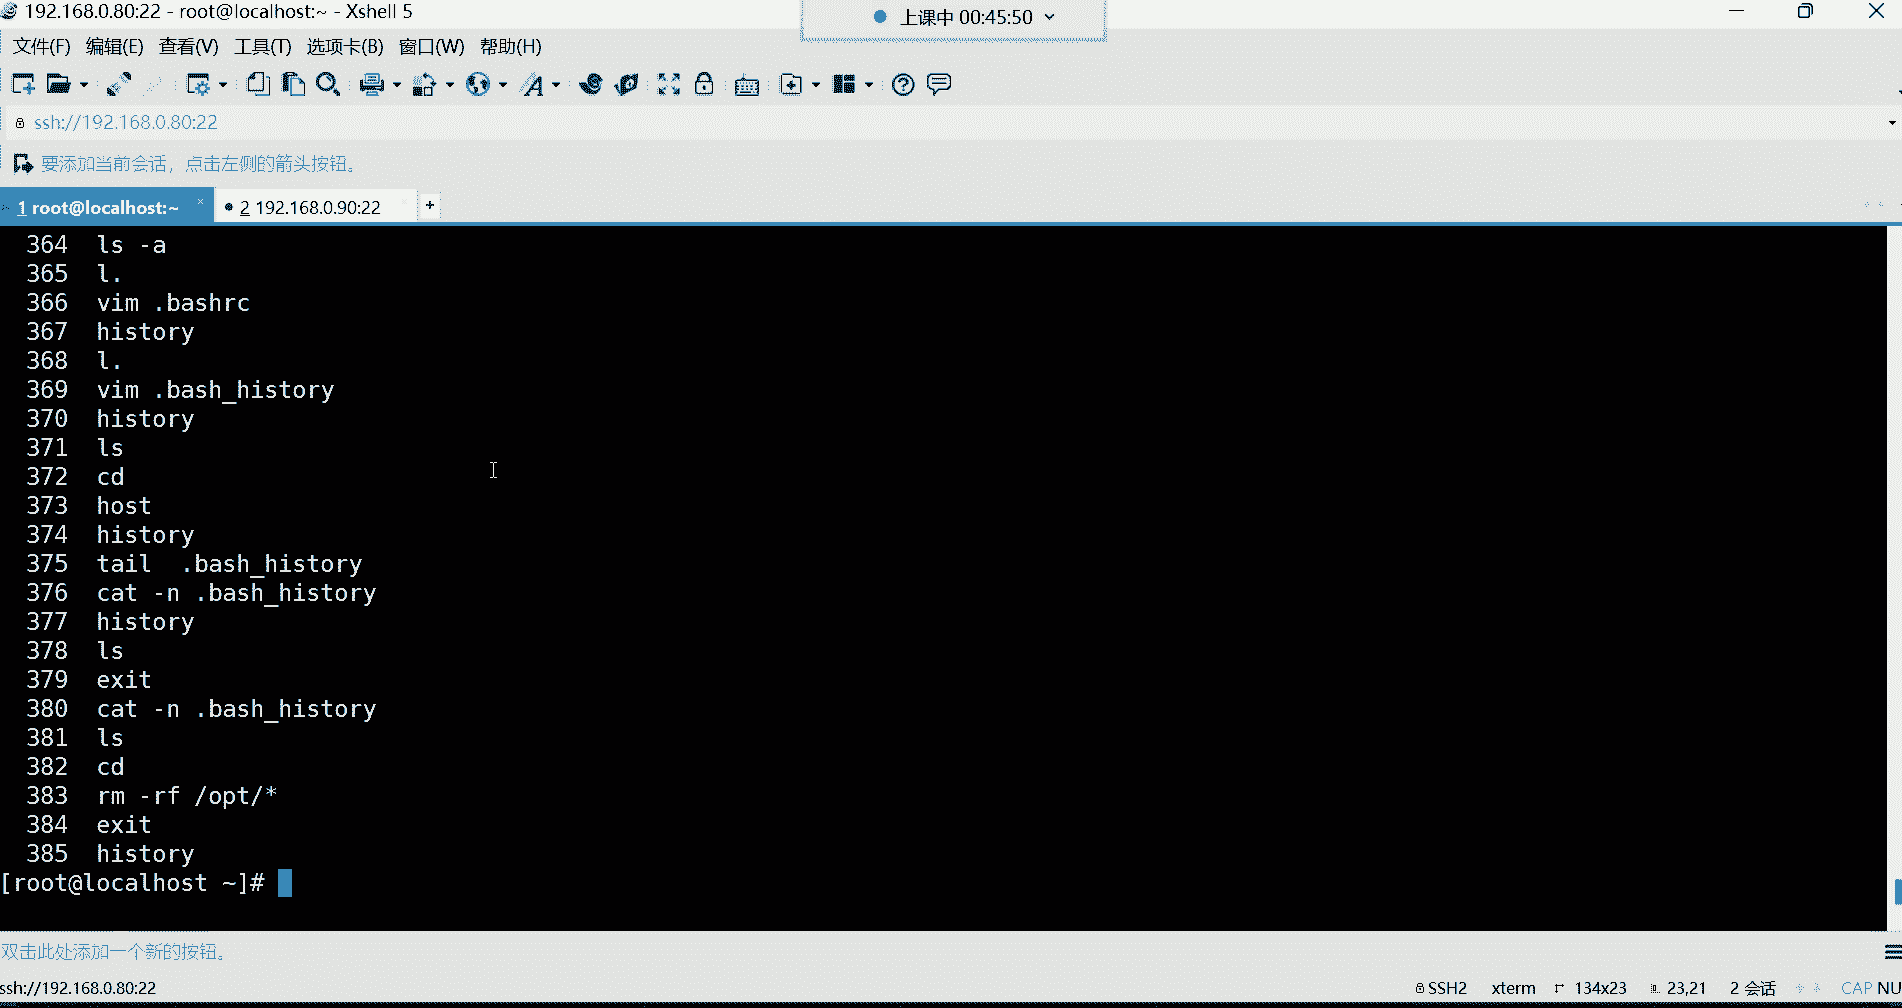 192.168.0.80:22 - root@localhost:~ - Xshell 5
上课中 00:45:50
文件(F) 编辑(E) 查看(V) 工具(T) 选项卡(B) 窗口(W) 帮助(H)
ssh://192.168.0.80:22
要添加当前会话，点击左侧的箭头按钮。
1 root@localhost:~ × 2 192.168.0.90:22 +
364 ls -a
365 l.
366 vim .bashrc
367 history
368 l.
369 vim .bash_history
370 history
371 ls
372 cd
373 host
374 history
375 tail  .bash_history
376 cat -n .bash_history
377 history
378 ls
379 exit
380 cat -n .bash_history
381 ls
382 cd
383 rm -rf /opt/*
384 exit
385 history
[root@localhost ~]#
双击此处添加一个新的按钮。
ssh://192.168.0.80:22 SSH2 xterm 134x23 23,21 2 会话 CAP NU